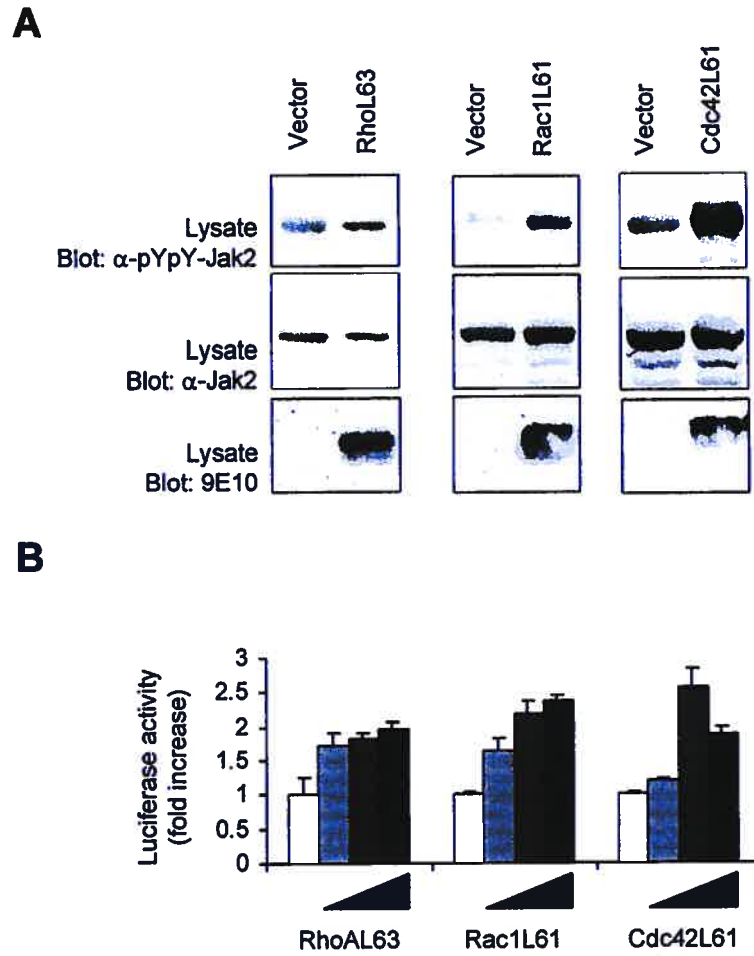 A
Vector
RhoL63
Vector
Rac1L61
Vector
Cdc42L61
Lysate
Blot: α-pYpY-Jak2
Lysate
Blot: α-Jak2
Lysate
Blot: 9E10
B
Luciferase activity
(fold increase)
3
2.5
2
1.5
1
0.5
0
RhoAL63
Rac1L61
Cdc42L61